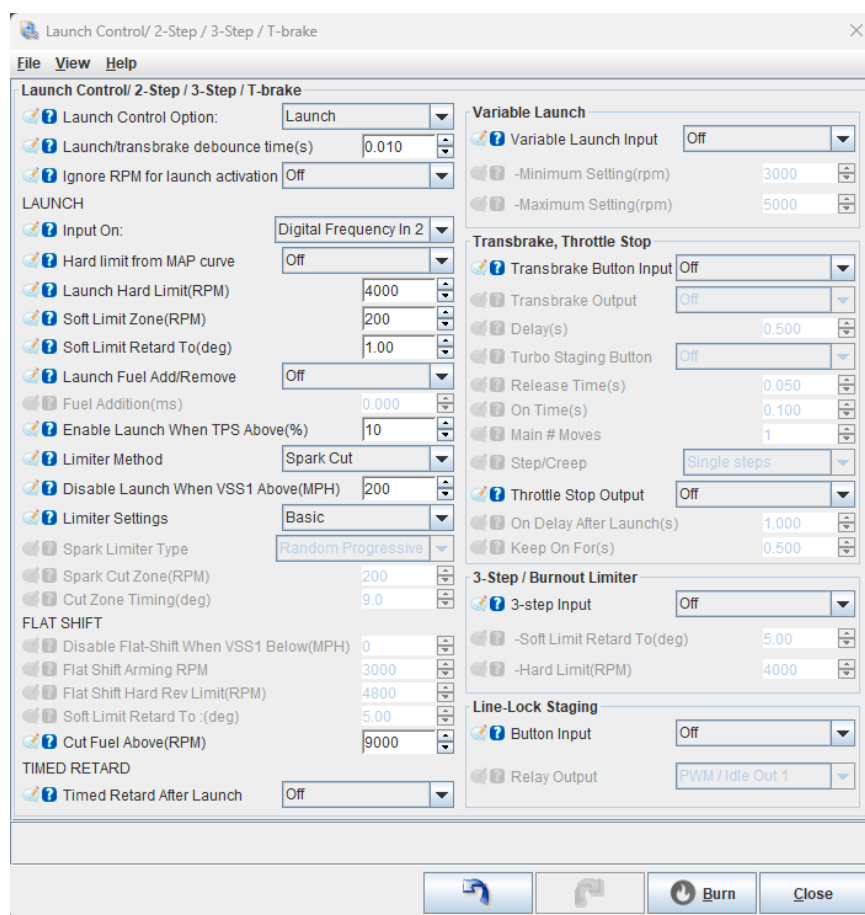 Launch Control/ 2-Step / 3-Step / T-brake
File View Help
Launch Control/ 2-Step / 3-Step / T-brake
Launch Control Option: Launch
Launch/transbrake debounce time(s) 0.010
Ignore RPM for launch activation Off
LAUNCH
Input On: Digital Frequency In 2
Hard limit from MAP curve Off
Launch Hard Limit(RPM) 4000
Soft Limit Zone(RPM) 200
Soft Limit Retard To(deg) 1.00
Launch Fuel Add/Remove Off
Fuel Addition(ms) 0.000
Enable Launch When TPS Above(%) 10
Limiter Method Spark Cut
Disable Launch When VSS1 Above(MPH) 200
Limiter Settings Basic
Spark Limiter Type Random Progressive
Spark Cut Zone(RPM) 200
Cut Zone Timing(deg) 9.0
FLAT SHIFT
Disable Flat-Shift When VSS1 Below(MPH) 0
Flat Shift Arming RPM 3000
Flat Shift Hard Rev Limit(RPM) 4800
Soft Limit Retard To :(deg) 5.00
Cut Fuel Above(RPM) 9000
TIMED RETARD
Timed Retard After Launch Off
Variable Launch
Variable Launch Input Off
-Minimum Setting(rpm) 3000
-Maximum Setting(rpm) 5000
Transbrake, Throttle Stop
Transbrake Button Input Off
Transbrake Output Off
Delay(s) 0.500
Turbo Staging Button Off
Release Time(s) 0.050
On Time(s) 0.100
Main # Moves 1
Step/Creep Single steps
Throttle Stop Output Off
On Delay After Launch(s) 1.000
Keep On For(s) 0.500
3-Step / Burnout Limiter
3-step Input Off
-Soft Limit Retard To(deg) 5.00
-Hard Limit(RPM) 4000
Line-Lock Staging
Button Input Off
Relay Output PWM / Idle Out 1
Burn Close